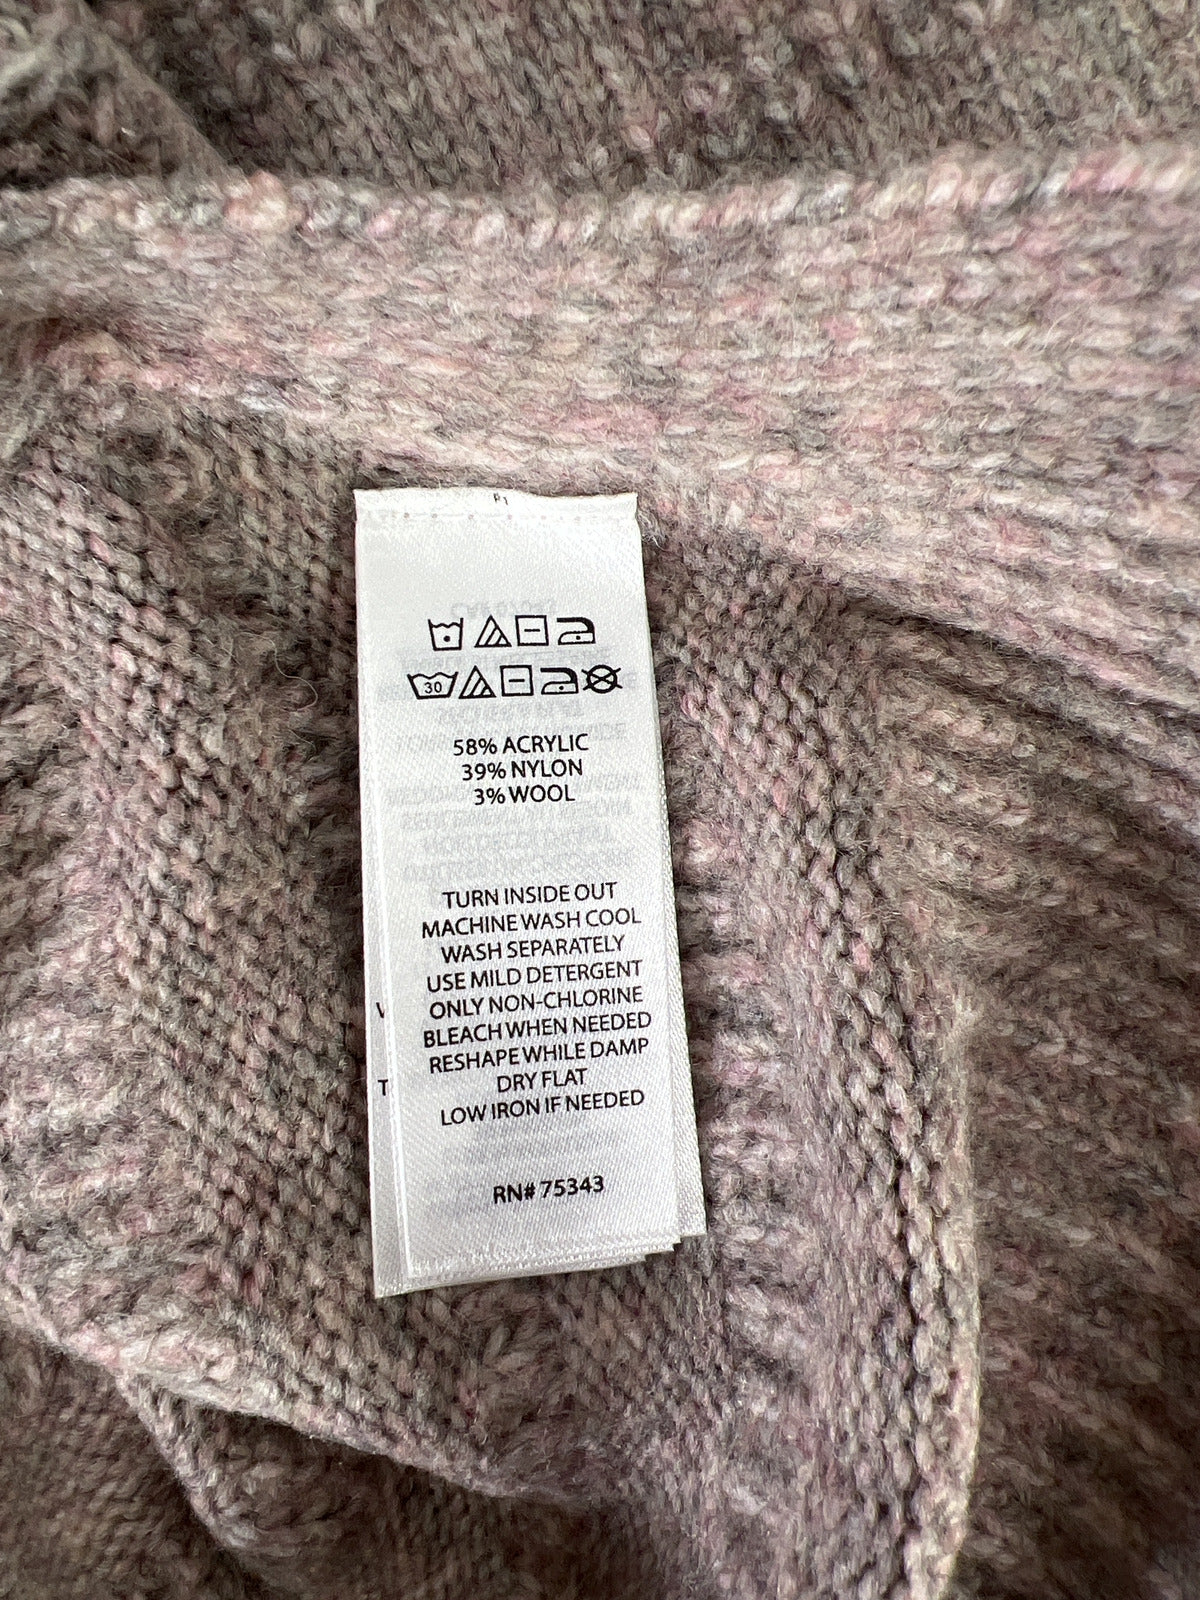 30
58% ACRYLIC
39% NYLON
3% WOOL
TURN INSIDE OUT
MACHINE WASH COOL
WASH SEPARATELY
USE MILD DETERGENT
ONLY NON-CHLORINE
BLEACH WHEN NEEDED
RESHAPE WHILE DAMP
DRY FLAT
LOW IRON IF NEEDED
RN# 75343